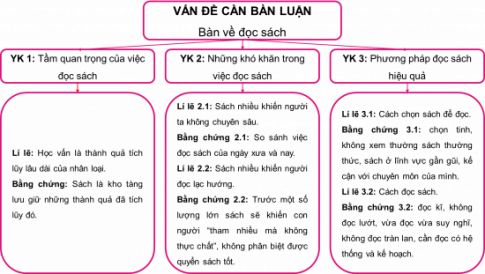 VẤN ĐỀ CẦN BÀN LUẬN
Bàn về đọc sách
YK 1: Tầm quan trọng của việc
đọc sách
YK 2: Những khó khăn trong
việc đọc sách
YK 3: Phương pháp đọc sách
hiệu quả
Lí lẽ: Học vấn là thành quả tích
lũy lâu dài của nhân loại.
Bằng chứng: Sách là kho tàng
lưu giữ những thành quả đã tích
lũy đó.
Lí lẽ 2.1: Sách nhiều khiến người
ta không chuyên sâu.
Bằng chứng 2.1: So sánh việc
đọc sách của ngày xưa và nay.
Lí lẽ 2.2: Sách nhiều khiến người
đọc lạc hướng.
Bằng chứng 2.2: Trước một số
lượng lớn sách sẽ khiến con
người “tham nhiều mà không
thực chất”, không phân biệt được
quyển sách tốt.
Lí lẽ 3.1: Cách chọn sách để đọc.
Bằng chứng 3.1: chọn tinh,
không xem thường sách thường
thức, sách ở lĩnh vực gần gũi, kế
cận với chuyên môn của mình.
Lí lẽ 3.2: Cách đọc sách.
Bằng chứng 3.2: đọc kĩ, không
đọc lướt, vừa đọc vừa suy nghĩ,
không đọc tràn lan, cần đọc có hệ
thống và kế hoạch.